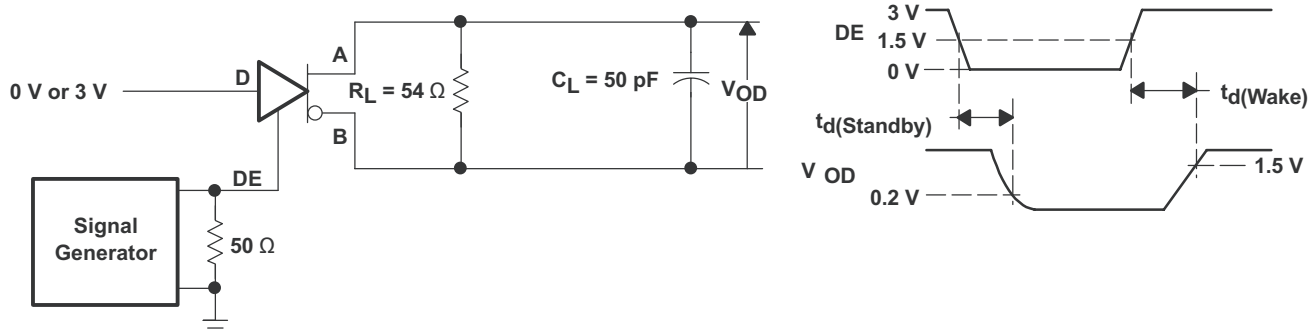 0 V or 3 V
D
A
B
R_L = 54 Ω
C_L = 50 pF
V_OD
DE
Signal
Generator
50 Ω
3 V
DE
1.5 V
0 V
t_d(Standby)
t_d(Wake)
V OD
0.2 V
1.5 V